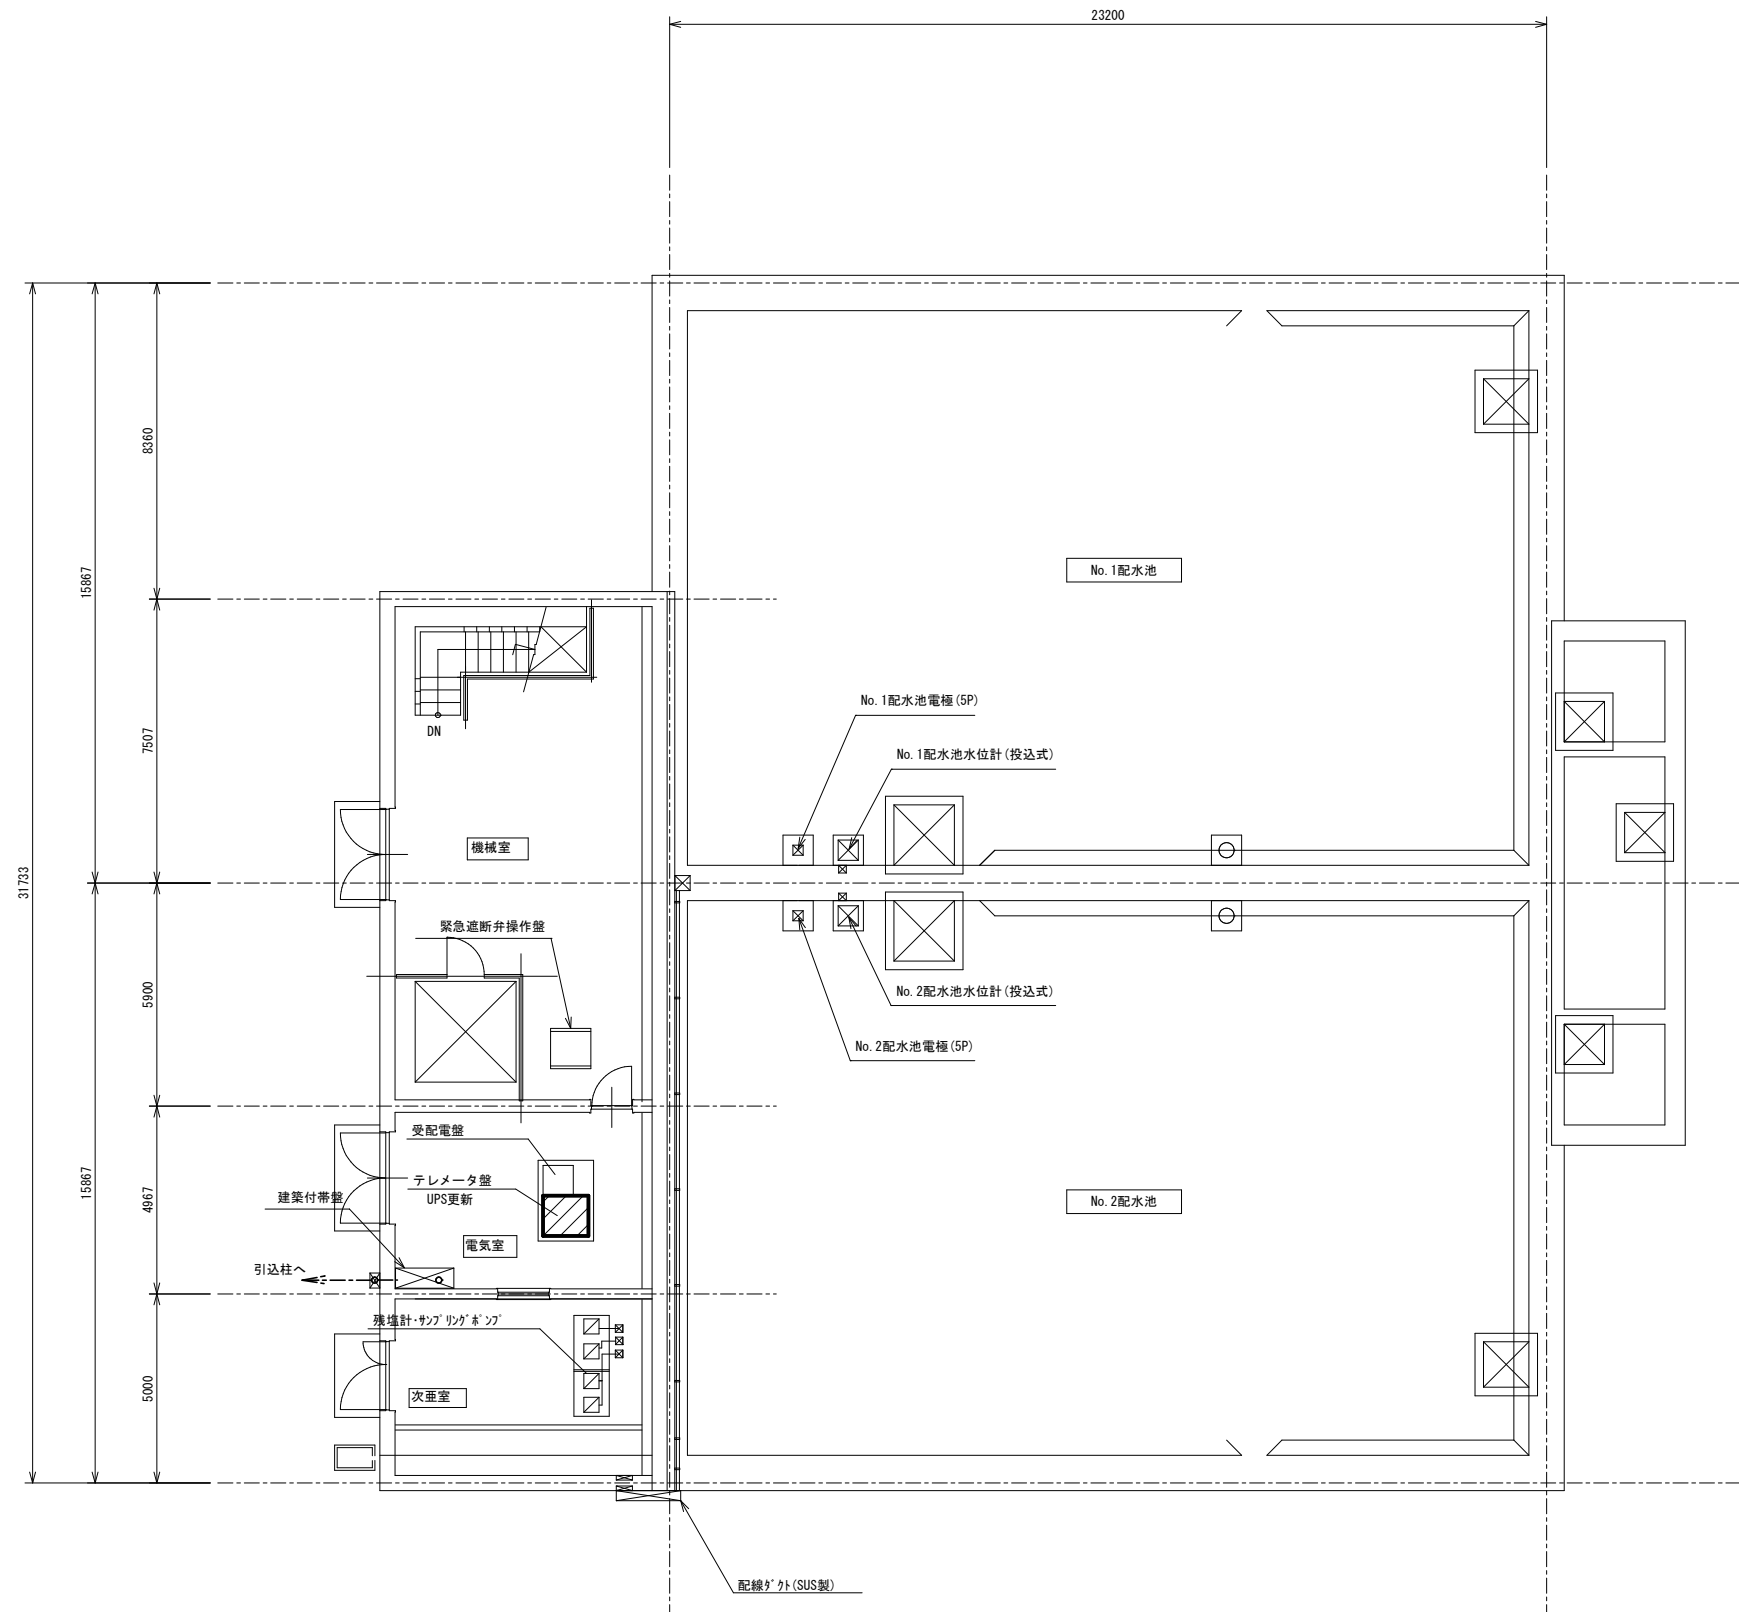 23200
8360
15867
No.1配水池
7507
No.1配水池電極(5P)
DN
No.1配水池水位計(投込式)
機械室
31733
緊急遮断弁操作盤
5900
No.2配水池水位計(投込式)
No.2配水池電極(5P)
受配電盤
テレメータ盤
UPS更新
15867
4967
建築付帯盤
No.2配水池
電気室
引込柱へ
残塩計・ｻﾝﾌﾟﾘﾝｸﾞﾎﾟﾝﾌﾟ
5000
次亜室
配線ﾀﾞｸﾄ(SUS製)